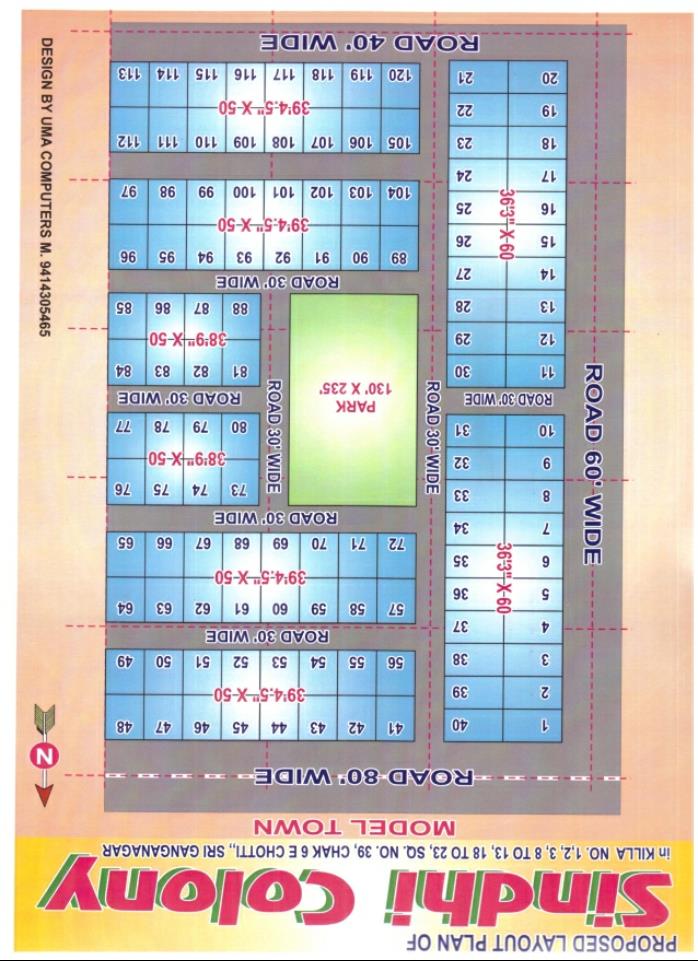 PROPOSED LAYOUT PLAN OF
Sindhi Colony
in KILLA NO. 1,2, 3, 8 TO 13, 18 TO 23, SQ. NO. 39, CHAK 6 E CHOTTI,, SRI GANGANAGAR
MODEL TOWN
ROAD 80' WIDE
N
1 40
2 39
3 38
4 37
5 36
6 35
7 34
8 33
9 32
10 31
36'3" X 60
ROAD 60' WIDE
ROAD 30' WIDE
11 30
12 29
13 28
14 27
15 26
16 25
17 24
18 23
19 22
20 21
36'3" X 60
ROAD 30' WIDE
41 42 43 44 45 46 47 48
39'4.5" X 50
56 55 54 53 52 51 50 49
ROAD 30' WIDE
57 58 59 60 61 62 63 64
39'4.5" X 50
72 71 70 69 68 67 66 65
ROAD 30' WIDE
PARK
130' X 235'
ROAD 30' WIDE
73 74 75 76
38'9" X 50
80 79 78 77
ROAD 30' WIDE
81 82 83 84
38'9" X 50
88 87 86 85
ROAD 30' WIDE
89 90 91 92 93 94 95 96
39'4.5" X 50
104 103 102 101 100 99 98 97
105 106 107 108 109 110 111 112
39'4.5" X 50
120 119 118 117 116 115 114 113
ROAD 40' WIDE
DESIGN BY UMA COMPUTERS M. 9414305465